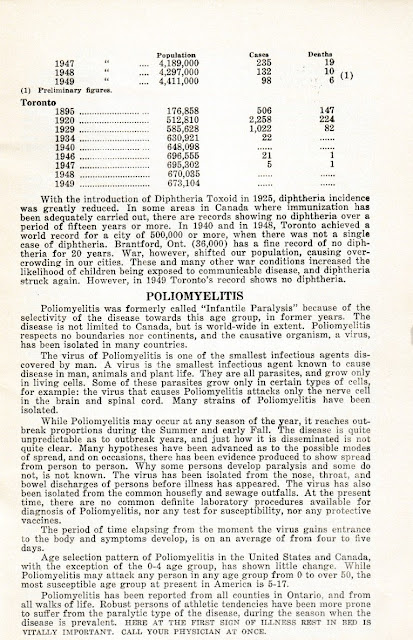 Population Cases Deaths
1947 " .... 4,189,000 235 19
1948 " .... 4,297,000 132 10 (1)
1949 " .... 4,411,000 98 6
(1) Preliminary figures.
Toronto
1895 ........................ 176,858 506 147
1920 ........................ 512,810 2,258 224
1929 ........................ 585,628 1,022 82
1934 ........................ 630,921 22 ......
1940 ........................ 648,098 ...... ......
1946 ........................ 696,555 21 1
1947 ........................ 695,302 5 1
1948 ........................ 670,035 ...... ......
1949 ........................ 673,104 ...... ......
With the introduction of Diphtheria Toxoid in 1925, diphtheria incidence
was greatly reduced. In some areas in Canada where immunization has
been adequately carried out, there are records showing no diphtheria over a
period of fifteen years or more. In 1940 and in 1948, Toronto achieved a
world record for a city of 500,000 or more, when there was not a single
case of diphtheria. Brantford, Ont. (36,000) has a fine record of no diph-
theria for 20 years. War, however, shifted our population, causing over-
crowding in our cities. These and many other war conditions increased the
likelihood of children being exposed to communicable disease, and diphtheria
struck again. However, in 1949 Toronto's record shows no diphtheria.
POLIOMYELITIS
Poliomyelitis was formerly called "Infantile Paralysis" because of the
selectivity of the disease towards this age group, in former years. The
disease is not limited to Canada, but is world-wide in extent. Poliomyelitis
respects no boundaries nor continents, and the causative organism, a virus,
has been isolated in many countries.
The virus of Poliomyelitis is one of the smallest infectious agents dis-
covered by man. A virus is the smallest infectious agent known to cause
disease in man, animals and plant life. They are all parasites, and grow only
in living cells. Some of these parasites grow only in certain types of cells,
for example: the virus that causes Poliomyelitis attacks only the nerve cell
in the brain and spinal cord. Many strains of Poliomyelitis have been
isolated.
While Poliomyelitis may occur at any season of the year, it reaches out-
break proportions during the Summer and early Fall. The disease is quite
unpredictable as to outbreak years, and just how it is disseminated is not
quite clear. Many hypotheses have been advanced as to the possible modes
of spread, and on occasions, there has been evidence produced to show spread
from person to person. Why some persons develop paralysis and some do
not, is not known. The virus has been isolated from the nose, throat, and
bowel discharges of persons before illness has appeared. The virus has also
been isolated from the common housefly and sewage outfalls. At the present
time, there are no common definite laboratory procedures available for
diagnosis of Poliomyelitis, nor any test for susceptibility, nor any protective
vaccines.
The period of time elapsing from the moment the virus gains entrance
to the body and symptoms develop, is on an average of from four to five
days.
Age selection pattern of Poliomyelitis in the United States and Canada,
with the exception of the 0-4 age group, has shown little change. While
Poliomyelitis may attack any person in any age group from 0 to over 50, the
most susceptible age group at present in America is 5-17.
Poliomyelitis has been reported from all counties in Ontario, and from
all walks of life. Robust persons of athletic tendencies have been more prone
to suffer from the paralytic type of the disease, during the season when the
disease is prevalent. HERE AT THE FIRST SIGN OF ILLNESS REST IN BED IS
VITALLY IMPORTANT. CALL YOUR PHYSICIAN AT ONCE.